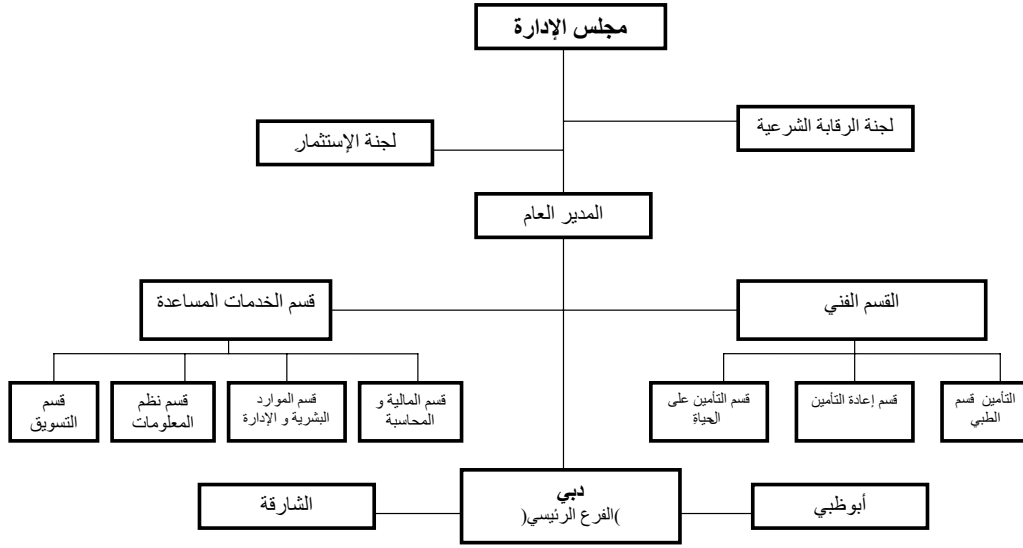 مجلس الإدارة
لجنة الرقابة الشرعية
لجنة الإستثمار
المدير العام
القسم الفني
قسم الخدمات المساعدة
التأمين قسم
الطبي
قسم إعادة التأمين
قسم التأمين على
الحياة
قسم المالية و
المحاسبة
قسم الموارد
البشرية و الإدارة
قسم نظم
المعلومات
قسم
التسويق
أبوظبي
دبي
)الفرع الرئيسي(
الشارقة